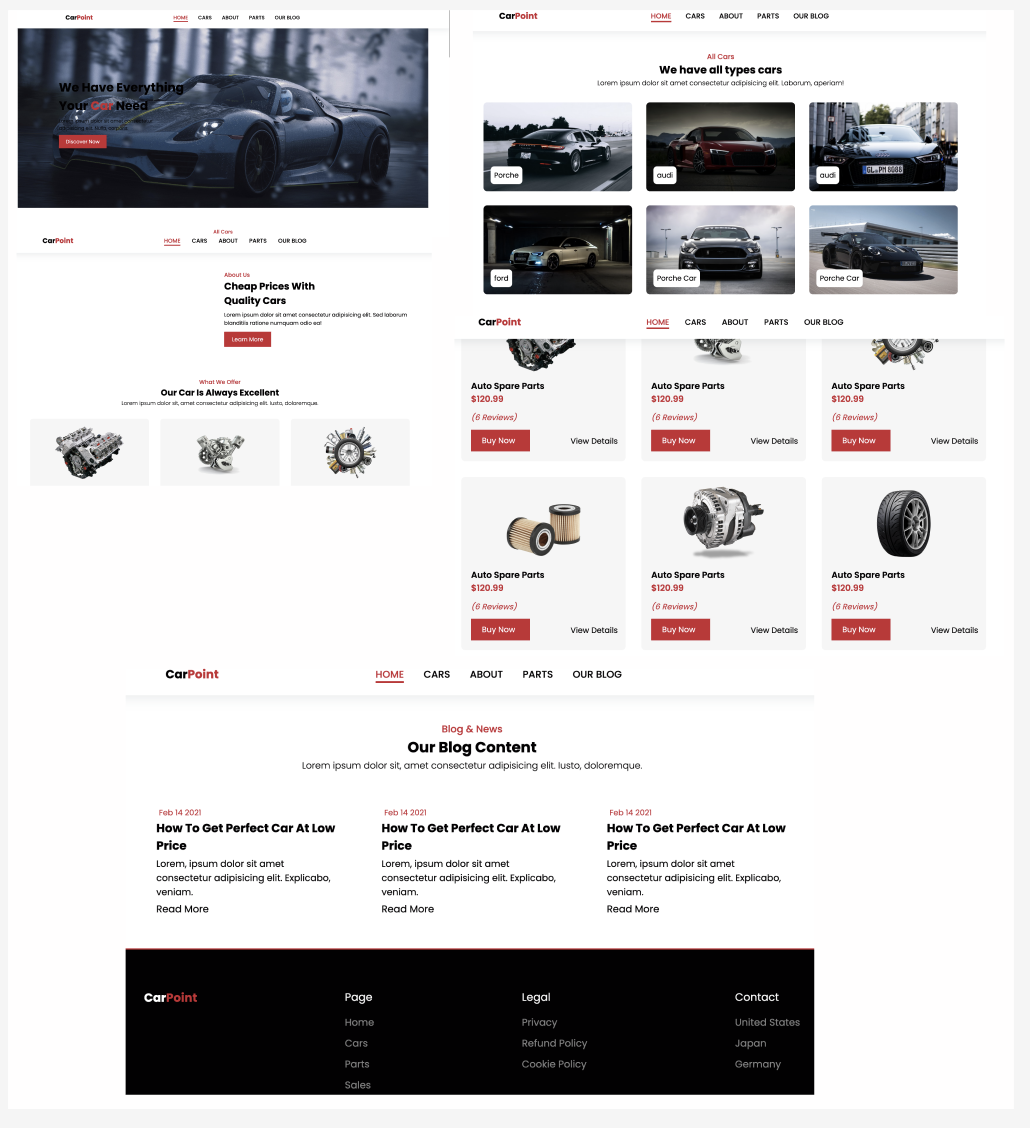 CarPoint HOME CARS ABOUT PARTS OUR BLOG
We Have Everything
Your Car Need
Lorem ipsum dolor sit amet consectetur
adipisicing elit. Nulla
Discover Now
All Cars
CarPoint HOME CARS ABOUT PARTS OUR BLOG
About Us
Cheap Prices With
Quality Cars
Lorem ipsum dolor sit amet consectetur adipisicing elit. Sed laborum
blanditiis ratione numquam odio ea!
Learn More
What We Offer
Our Car Is Always Excellent
Lorem ipsum dolor sit, amet consectetur adipisicing elit. Iusto, doloremque.
CarPoint HOME CARS ABOUT PARTS OUR BLOG
All Cars
We have all types cars
Lorem ipsum dolor sit amet consectetur adipisicing elit. Laborum, aperiam!
Porche
audi
audi
GL:PM 8088
ford
Porche Car
Porche Car
CarPoint HOME CARS ABOUT PARTS OUR BLOG
Auto Spare Parts Auto Spare Parts Auto Spare Parts
$120.99 $120.99 $120.99
(6 Reviews) (6 Reviews) (6 Reviews)
Buy Now View Details Buy Now View Details Buy Now View Details
Auto Spare Parts Auto Spare Parts Auto Spare Parts
$120.99 $120.99 $120.99
(6 Reviews) (6 Reviews) (6 Reviews)
Buy Now View Details Buy Now View Details Buy Now View Details
CarPoint HOME CARS ABOUT PARTS OUR BLOG
Blog & News
Our Blog Content
Lorem ipsum dolor sit, amet consectetur adipisicing elit. Iusto, doloremque.
Feb 14 2021
How To Get Perfect Car At Low
Price
Lorem, ipsum dolor sit amet
consectetur adipisicing elit. Explicabo,
veniam.
Read More
Feb 14 2021
How To Get Perfect Car At Low
Price
Lorem, ipsum dolor sit amet
consectetur adipisicing elit. Explicabo,
veniam.
Read More
Feb 14 2021
How To Get Perfect Car At Low
Price
Lorem, ipsum dolor sit amet
consectetur adipisicing elit. Explicabo,
veniam.
Read More
CarPoint
Page
Home
Cars
Parts
Sales
Legal
Privacy
Refund Policy
Cookie Policy
Contact
United States
Japan
Germany